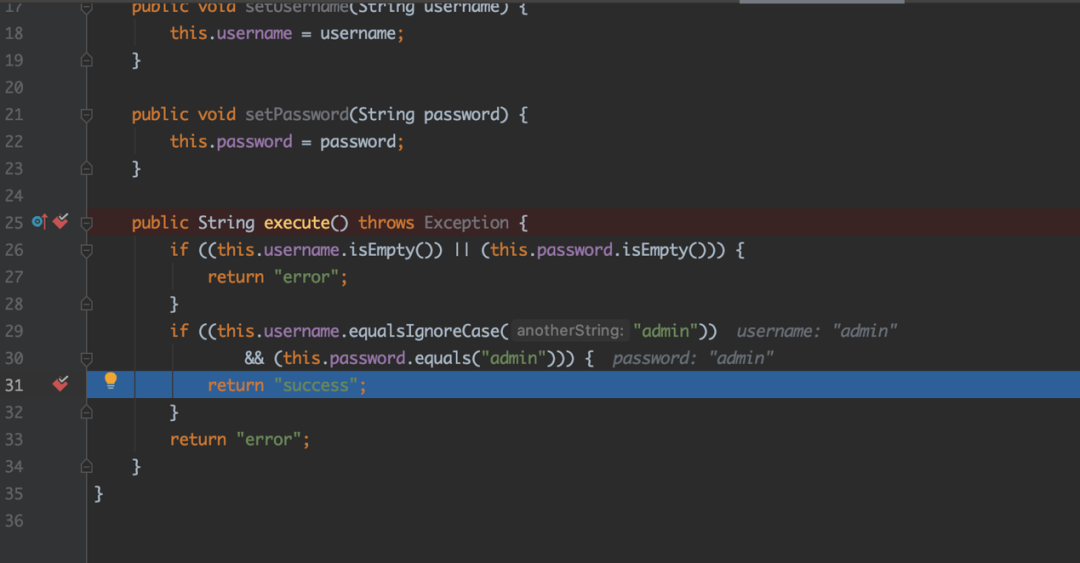 17 public void setUsername(String username) {
18 this.username = username;
19 }
20
21 public void setPassword(String password) {
22 this.password = password;
23 }
24
25 public String execute() throws Exception {
26 if ((this.username.isEmpty()) || (this.password.isEmpty())) {
27 return "error";
28 }
29 if ((this.username.equalsIgnoreCase( anotherString: "admin")) username: "admin"
30 && (this.password.equals("admin"))) { password: "admin"
31 return "success";
32 }
33 return "error";
34 }
35 }
36